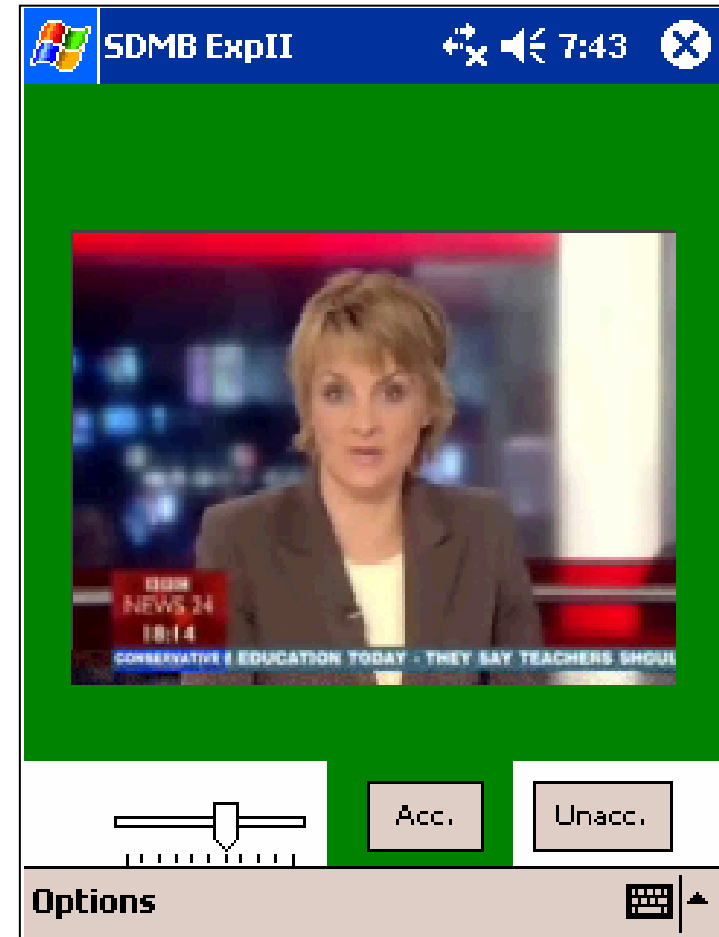 SDMB ExpII 7:43
BBC
NEWS 24
18:14
CONSERVATIVE EDUCATION TODAY - THEY SAY TEACHERS SHOUL
Acc. Unacc.
Options